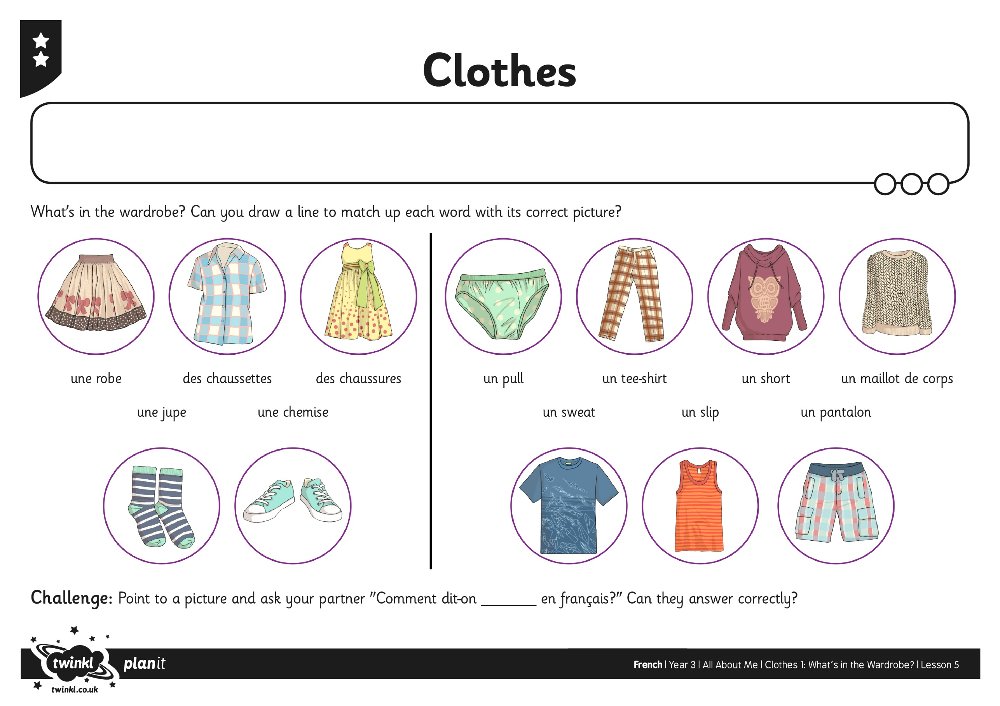 Clothes
What's in the wardrobe? Can you draw a line to match up each word with its correct picture?
une robe
des chaussettes
des chaussures
une jupe
une chemise
un pull
un tee-shirt
un short
un maillot de corps
un sweat
un slip
un pantalon
Challenge: Point to a picture and ask your partner "Comment dit-on ________ en français?" Can they answer correctly?
twinkl
planit
twinkl.co.uk
French | Year 3 | All About Me | Clothes 1: What's in the Wardrobe? | Lesson 5